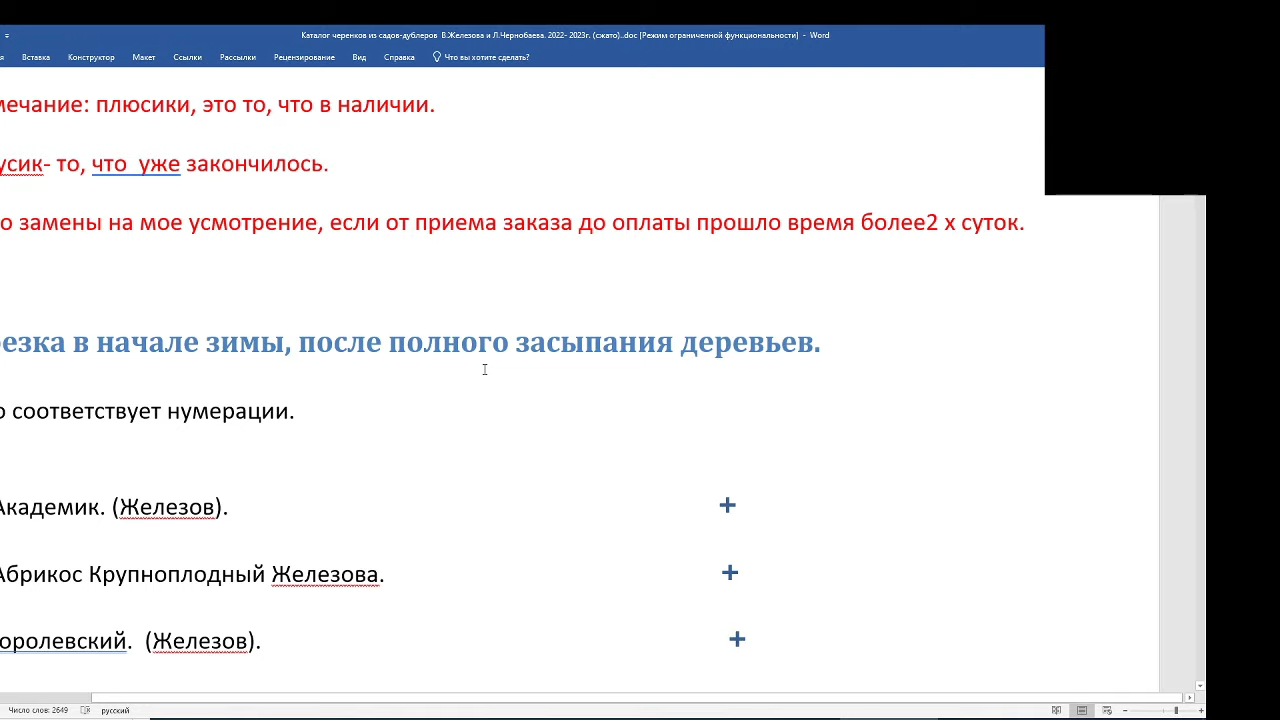 Каталог черенков из садов-дублеров В.Железова и Л.Чернобаева. 2022- 2023г. (сжато)..doc [Режим ограниченной функциональности] - Word
я Вставка Конструктор Макет Ссылки Рассылки Рецензирование Вид Справка Что вы хотите сделать?
мечание: плюсики, это то, что в наличии.
усик- то, что уже закончилось.
о замены на мое усмотрение, если от приема заказа до оплаты прошло время более2 х суток.
резка в начале зимы, после полного засыпания деревьев.
о соответствует нумерации.
Академик. (Железов). +
Абрикос Крупноплодный Железова. +
оролевский. (Железов). +
Число слов: 2649 русский